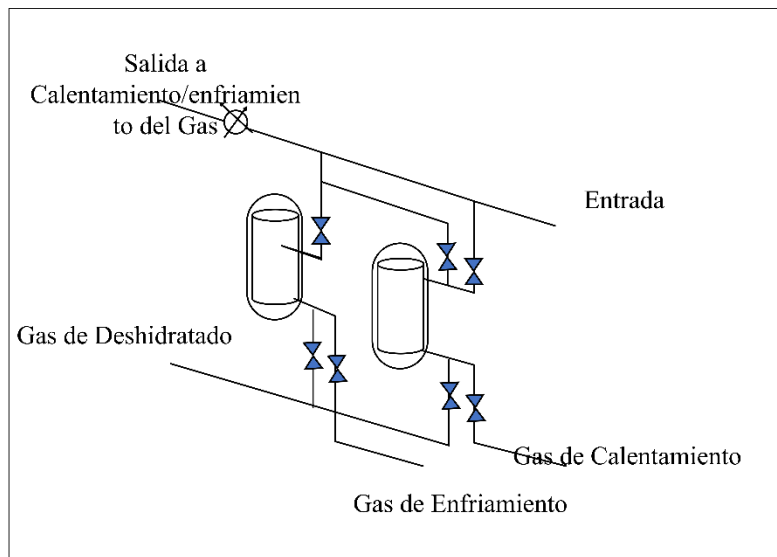 Salida a
Calentamiento/enfriamien
to del Gas
Entrada
Gas de Deshidratado
Gas de Calentamiento
Gas de Enfriamiento